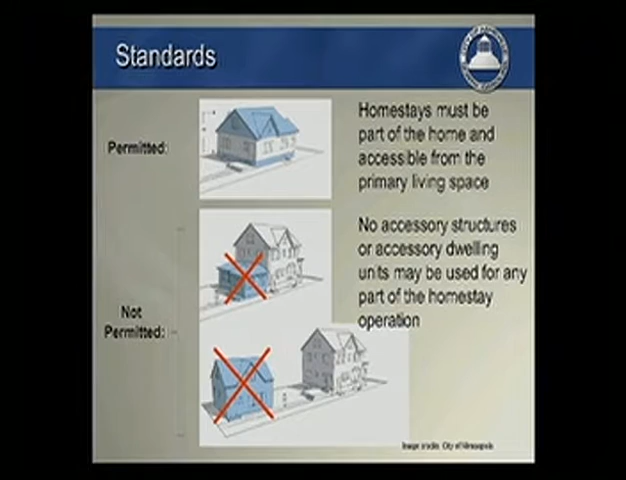 Standards
Permitted:
Homestays must be
part of the home and
accessible from the
primary living space
No accessory structures
or accessory dwelling
units may be used for any
part of the homestay
operation
Not
Permitted:
Image credits: City of Minneapolis